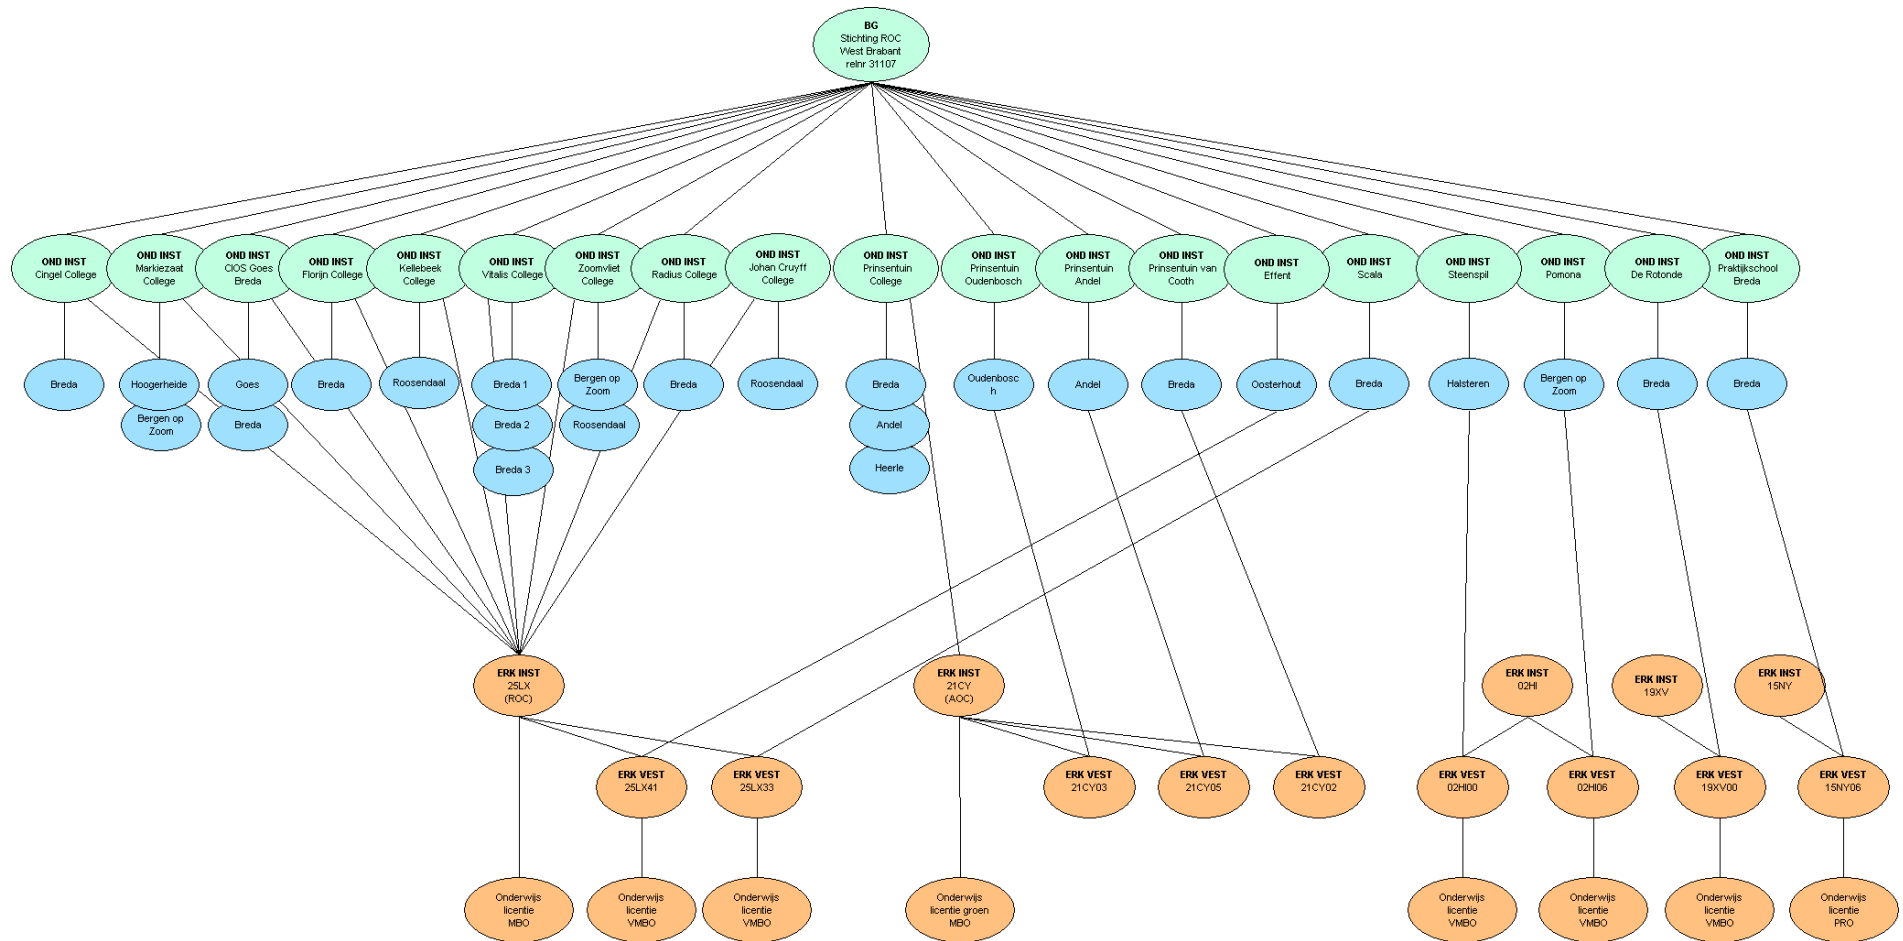 BG
Stichting ROC
West Brabant
relnr 31107
OND INST
Cingel College
OND INST
Markiezaat
College
OND INST
CIOS Goes
Breda
OND INST
Florijn College
OND INST
Kellebeek
College
OND INST
Vitalis College
OND INST
Zoomvliet
College
OND INST
Radius College
OND INST
Johan Cruyff
College
OND INST
Prinsentuin
College
OND INST
Prinsentuin
Oudenbosch
OND INST
Prinsentuin
Andel
OND INST
Prinsentuin van
Cooth
OND INST
Effent
OND INST
Scala
OND INST
Steenspil
OND INST
Pomona
OND INST
De Rotonde
OND INST
Praktijkschool
Breda
Breda
Hoogerheide
Bergen op
Zoom
Goes
Breda
Breda
Roosendaal
Breda 1
Breda 2
Breda 3
Bergen op
Zoom
Roosendaal
Breda
Roosendaal
Breda
Andel
Heerle
Oudenbosc
h
Andel
Breda
Oosterhout
Breda
Halsteren
Bergen op
Zoom
Breda
Breda
ERK INST
25LX
(ROC)
ERK INST
21CY
(AOC)
ERK INST
02HI
ERK INST
19XV
ERK INST
15NY
ERK VEST
25LX41
ERK VEST
25LX33
ERK VEST
21CY03
ERK VEST
21CY05
ERK VEST
21CY02
ERK VEST
02HI00
ERK VEST
02HI06
ERK VEST
19XV00
ERK VEST
15NY06
Onderwijs
licentie
MBO
Onderwijs
licentie
VMBO
Onderwijs
licentie
VMBO
Onderwijs
licentie groen
MBO
Onderwijs
licentie
VMBO
Onderwijs
licentie
VMBO
Onderwijs
licentie
VMBO
Onderwijs
licentie
PRO